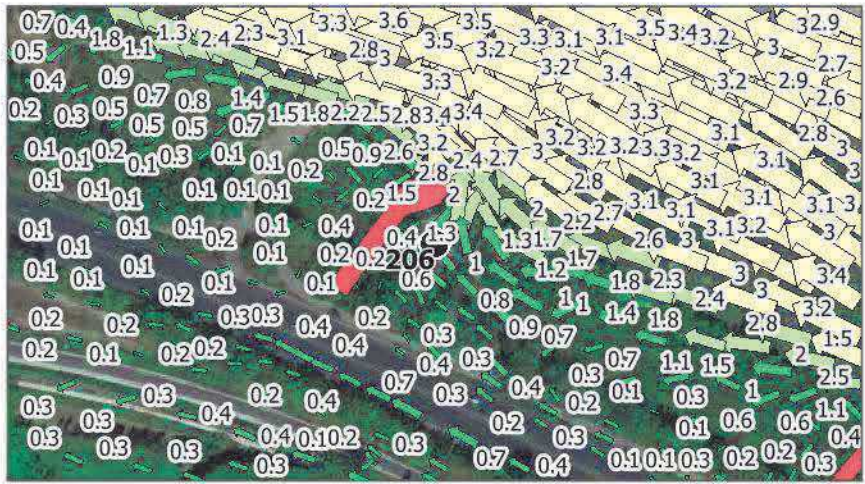 0.7 0.4 1.8 1.3 2.4 2.3 3.1 3.3 3.6 3.5 3.3 3.1 3.1 3.5 3.4 3.2 3 2.9
0.5 1.1 2.8 3 3.5 3.2 3.2 2.7
0.4 0.9 3.3 3.4 3.2 2.9 2.6
0.2 0.3 0.5 0.7 0.8 1.4 1.5 1.8 2.2 2.5 2.8 3.4 3.4 3.3
0.5 0.5 0.7 3.2 3.2 3.2 3.2 3.3 3.2 3.1 2.8 3
0.1 0.1 0.2 0.1 0.3 0.1 0.1 0.2 0.5 0.9 2.6 2.4 2.7 3 3.1 3
0.1 0.1 0.1 0.1 0.1 0.1 0.2 1.5 2.8 2 2.8 3.1 3.1 3.1 3.1 3
0.1 0.1 0.1 0.1 0.2 0.1 0.4 0.4 1.3 2 2.2 2.7 3.1 3.1 3.2 3
0.1 0.1 0.2 0.2 1.3 1.7 2.6 3
206
0.1 0.1 0.1 0.1 0.1 0.6 1 1.2 1.7 1.8 2.3 3 3 3.4
0.2 0.8 1 1 2.4 3.2
0.2 0.2 0.3 0.3 0.4 0.2 0.3 0.9 0.7 1.4 1.8 2.8 1.5
0.2 0.1 0.2 0.2 0.4 0.4 0.3 0.3 0.7 1.1 1.5 2 2.5
0.3 0.2 0.7 0.3 0.4 0.2 0.1 0.3 1
0.3 0.3 0.4 0.4 0.2 0.1 0.6 0.6 1.1
0.3 0.3 0.3 0.4 0.1 0.2 0.3 0.3 0.4
0.3 0.7 0.4 0.1 0.1 0.3 0.2 0.2 0.3